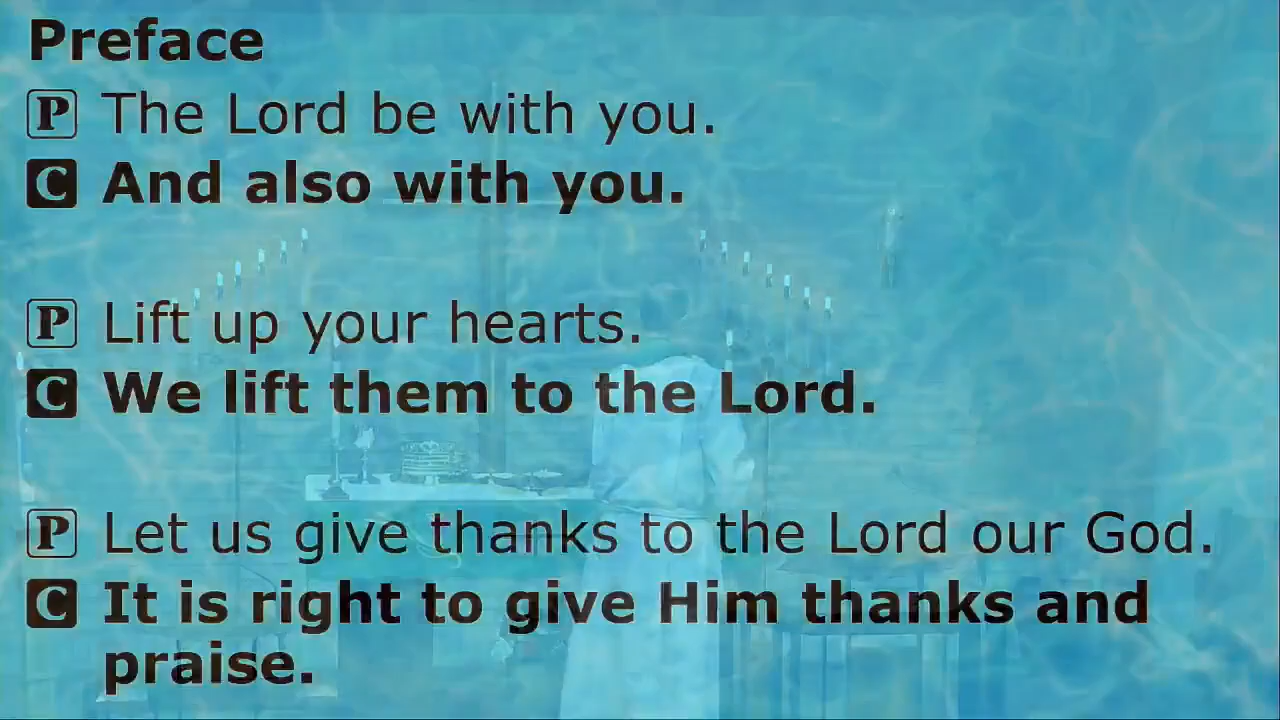 Preface
P The Lord be with you.
C And also with you.
P Lift up your hearts.
C We lift them to the Lord.
P Let us give thanks to the Lord our God.
C It is right to give Him thanks and
praise.